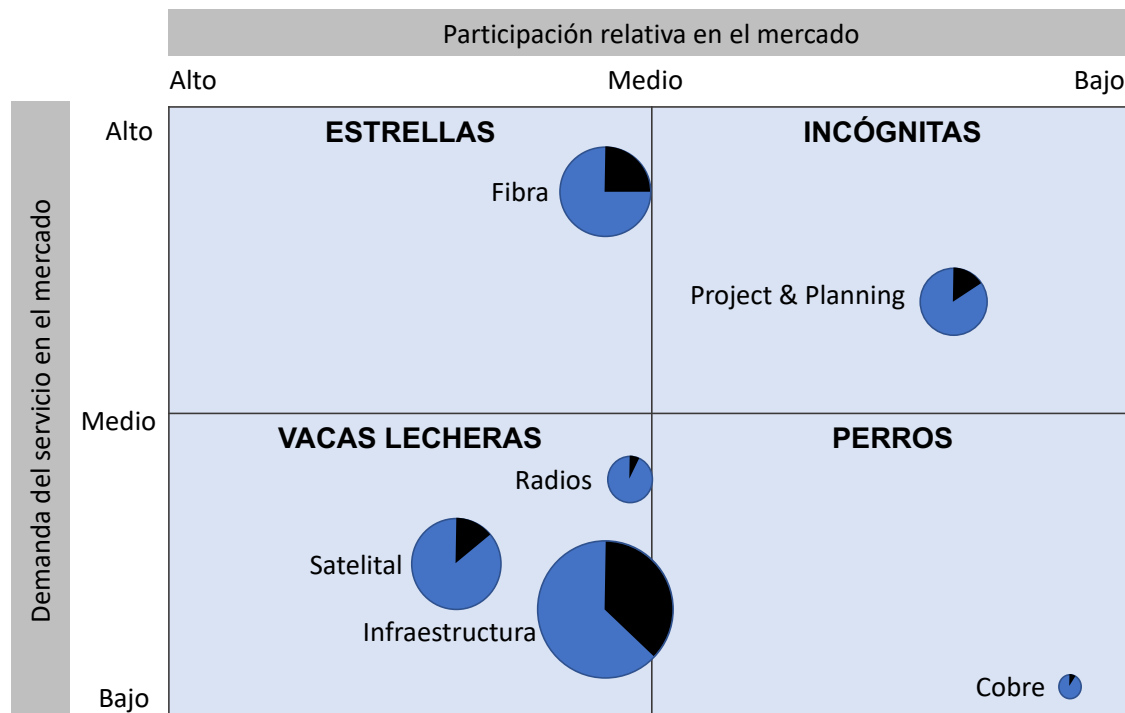 Participación relativa en el mercado
Alto
Medio
Bajo
Demanda del servicio en el mercado
Alto
Medio
Bajo
ESTRELLAS
INCÓGNITAS
Fibra
Project & Planning
VACAS LECHERAS
PERROS
Radios
Satelital
Infraestructura
Cobre